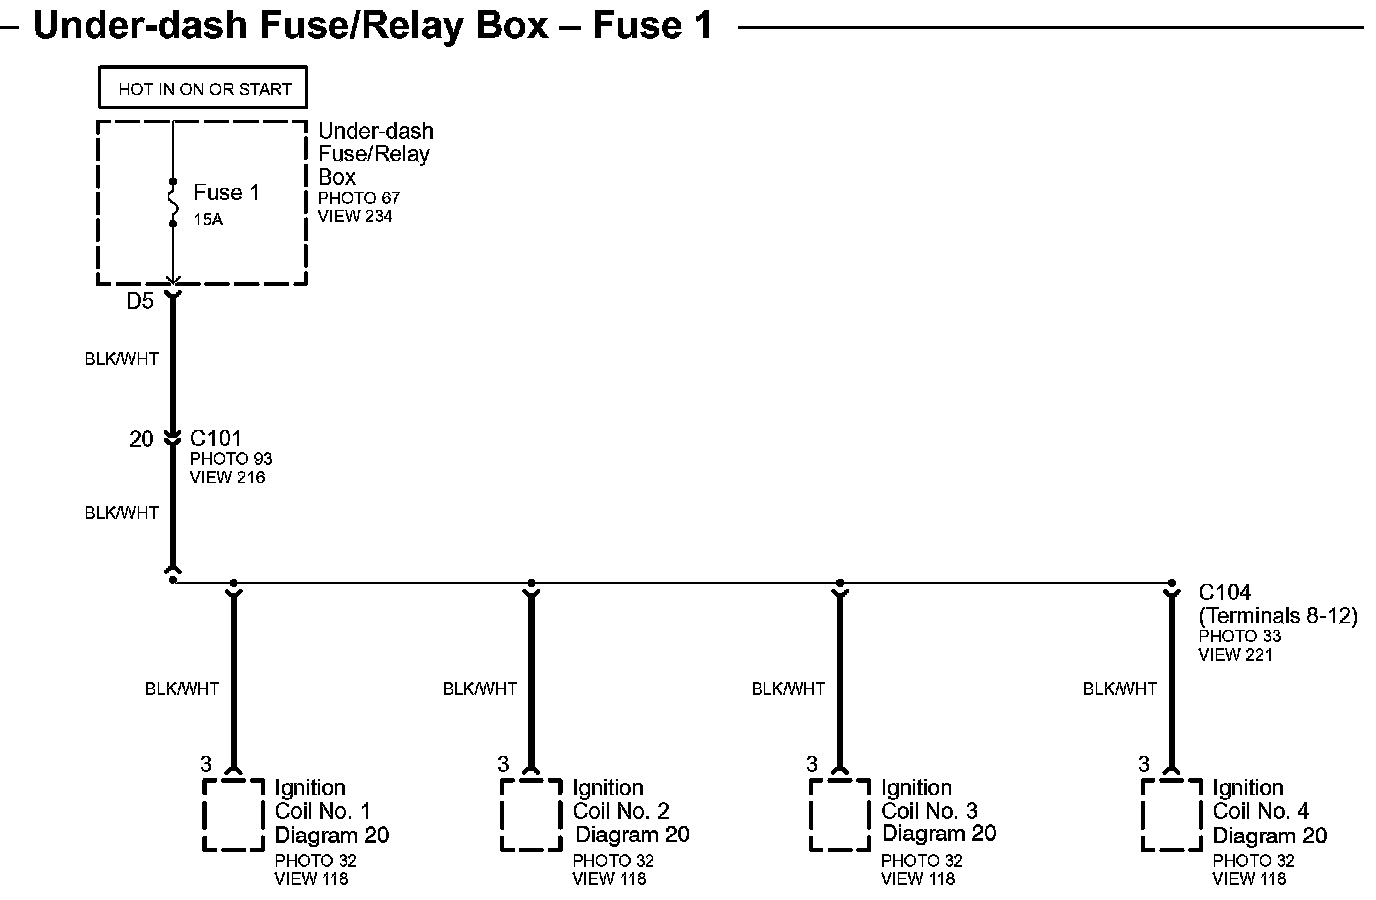 Under-dash Fuse/Relay Box – Fuse 1
HOT IN ON OR START
Under-dash
Fuse/Relay
Box
PHOTO 67
VIEW 234
Fuse 1
15A
D5
BLK/WHT
20
C101
PHOTO 93
VIEW 216
BLK/WHT
C104
(Terminals 8-12)
PHOTO 33
VIEW 221
BLK/WHT
BLK/WHT
BLK/WHT
BLK/WHT
3
Ignition
Coil No. 1
Diagram 20
PHOTO 32
VIEW 118
3
Ignition
Coil No. 2
Diagram 20
PHOTO 32
VIEW 118
3
Ignition
Coil No. 3
Diagram 20
PHOTO 32
VIEW 118
3
Ignition
Coil No. 4
Diagram 20
PHOTO 32
VIEW 118